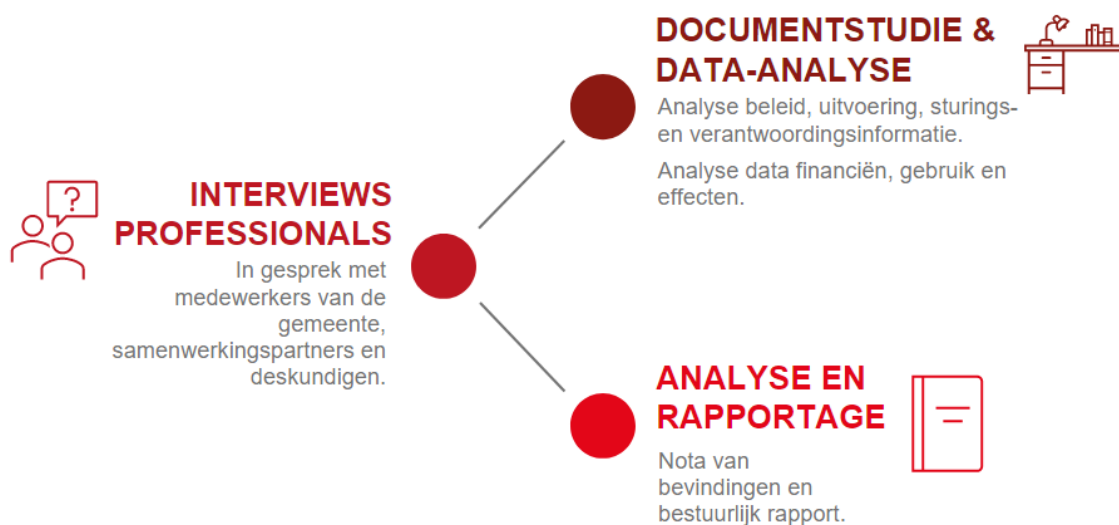 DOCUMENTSTUDIE &
DATA-ANALYSE
Analyse beleid, uitvoering, sturings-
en verantwoordingsinformatie.
Analyse data financiën, gebruik en
effecten.
?
INTERVIEWS
PROFESSIONALS
In gesprek met
medewerkers van de
gemeente,
samenwerkingspartners en
deskundigen.
ANALYSE EN
RAPPORTAGE
Nota van
bevindingen en
bestuurlijk rapport.